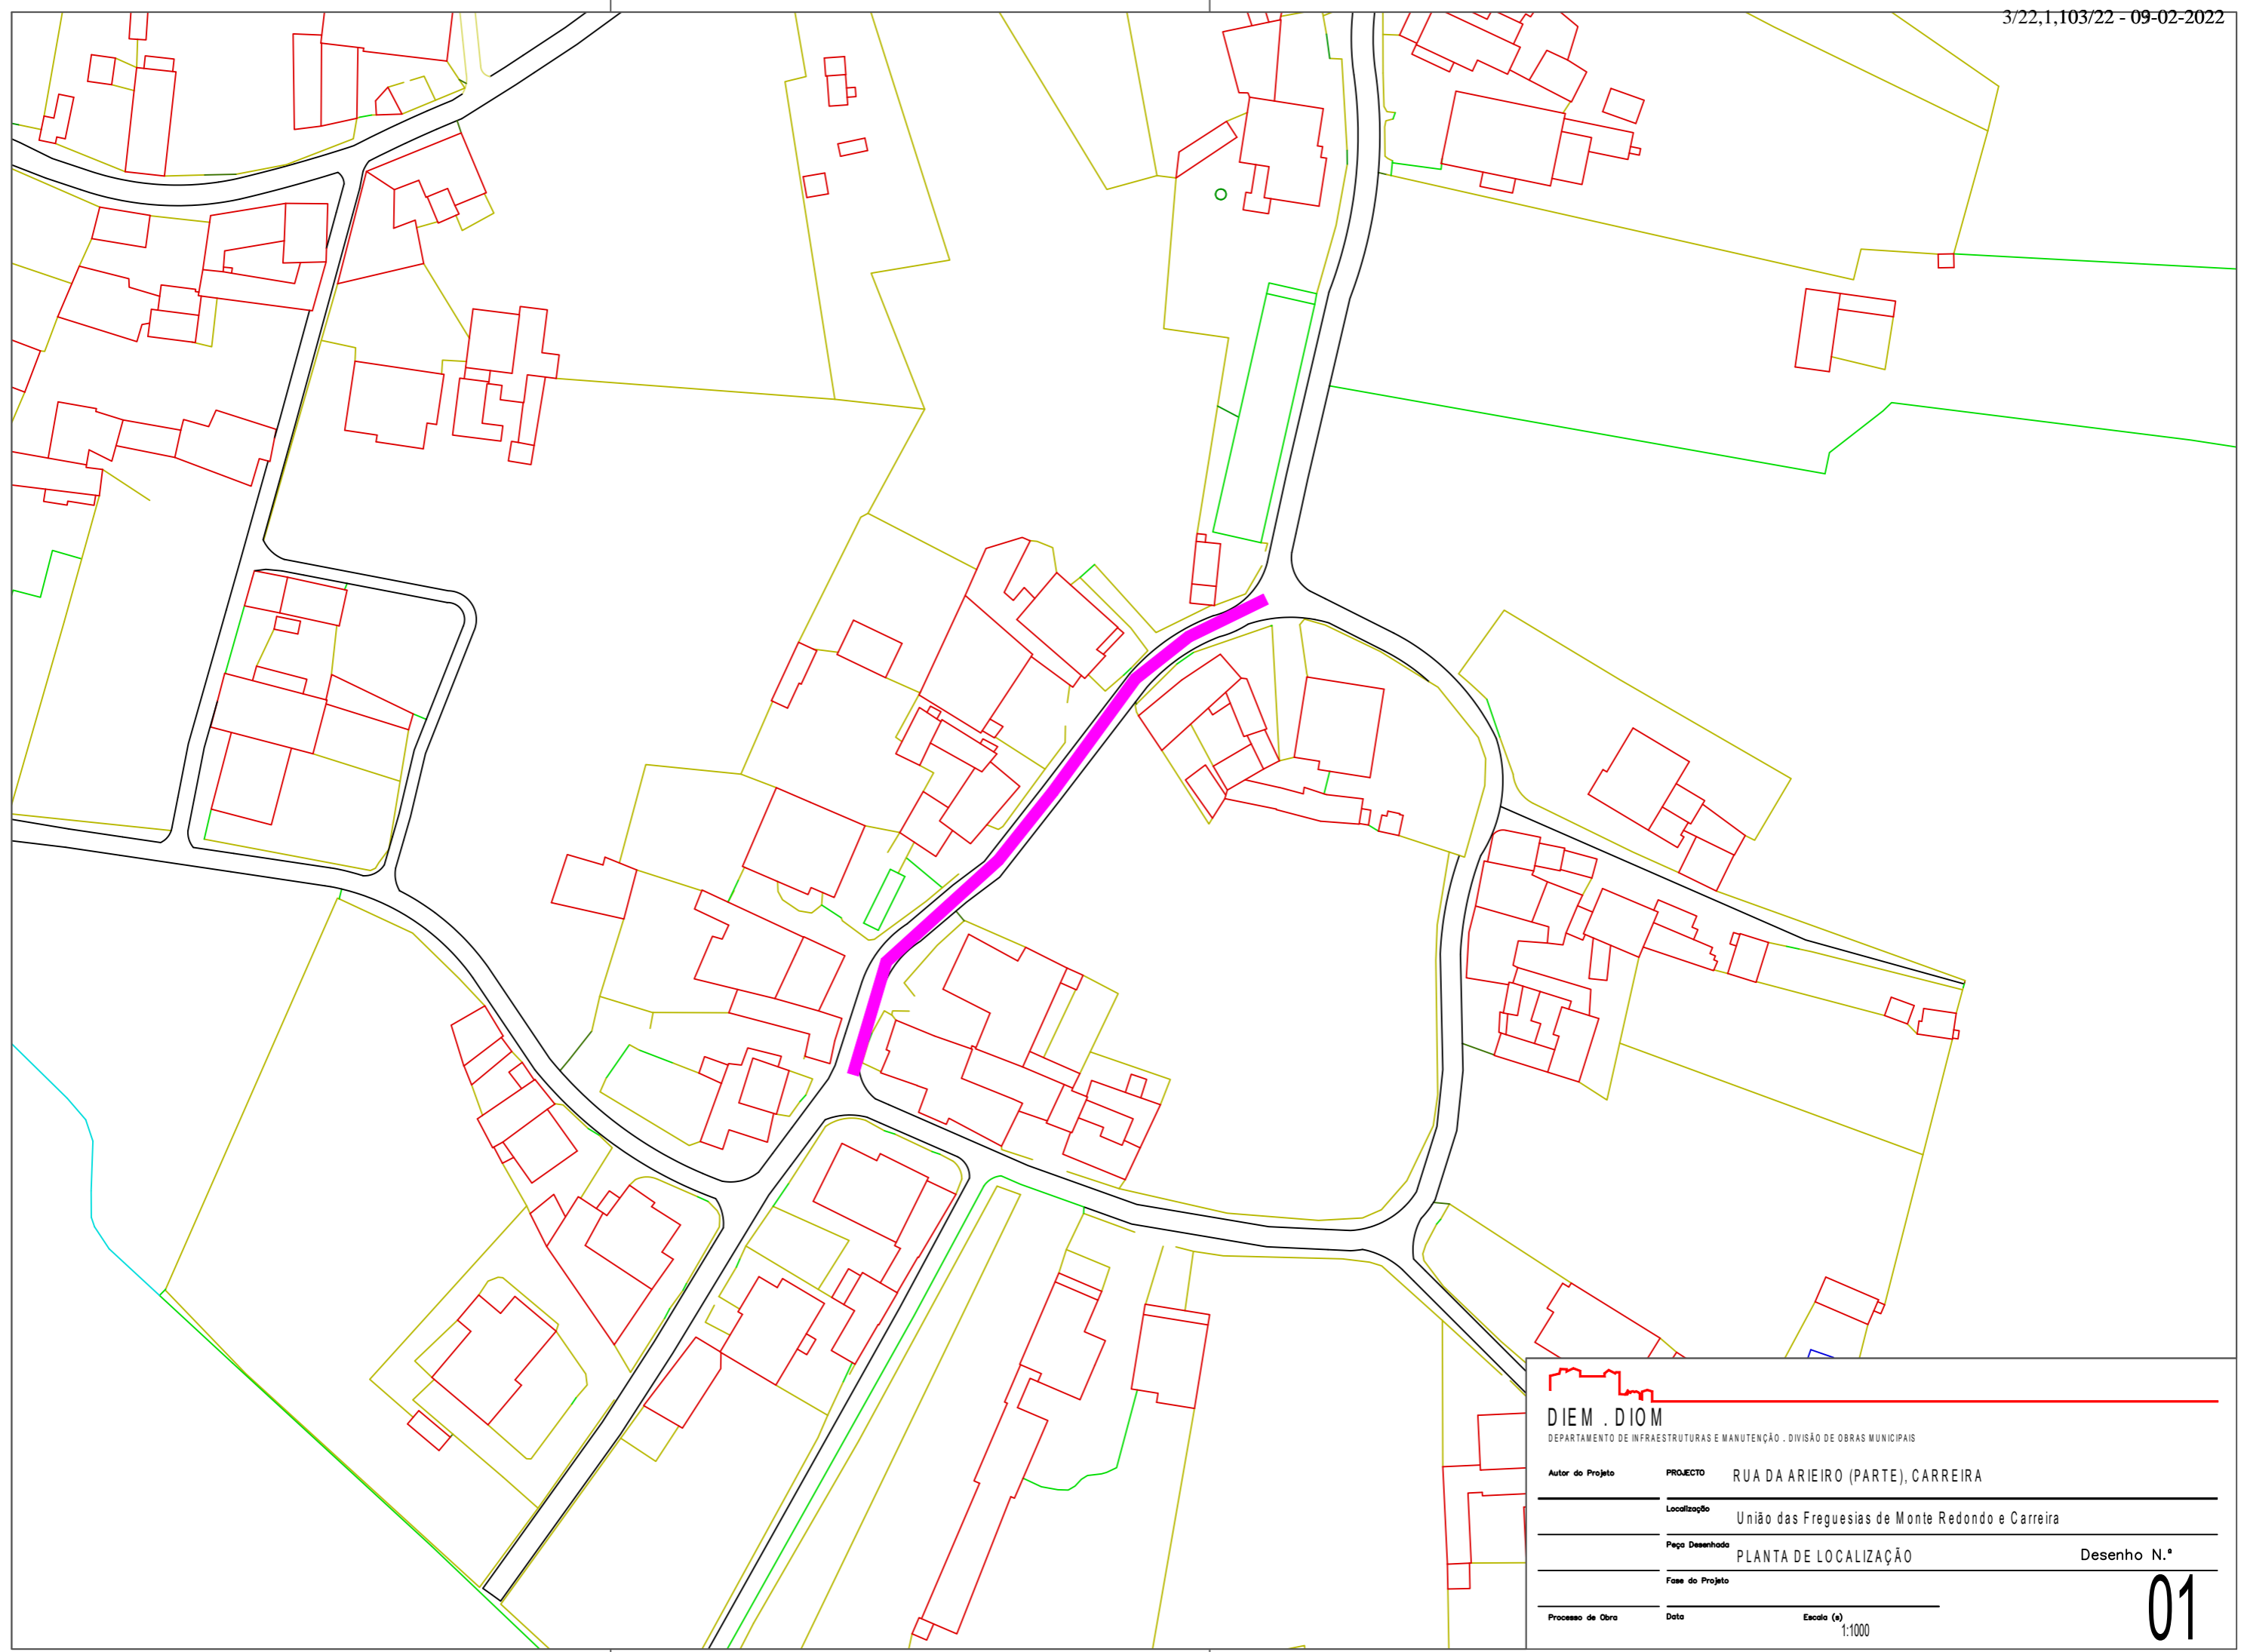 3/22,1,103/22 - 09-02-2022
DIEM . DIOM
DEPARTAMENTO DE INFRAESTRUTURAS E MANUTENÇÃO . DIVISÃO DE OBRAS MUNICIPAIS
Autor do Projeto PROJECTO RUA DA ARIEIRO (PARTE), CARREIRA
Localização
União das Freguesias de Monte Redondo e Carreira
Peça Desenhada
PLANTA DE LOCALIZAÇÃO Desenho N.º
Fase do Projeto
01
Processo de Obra Data Escala (s)
1:1000